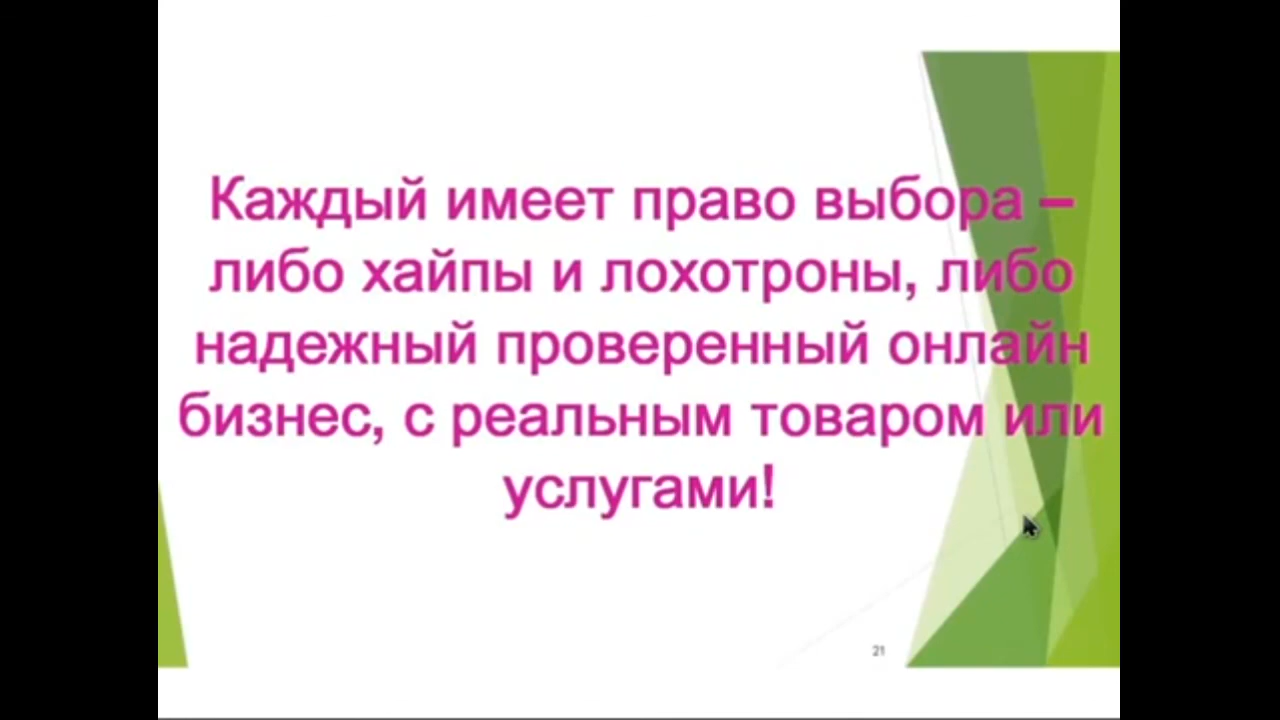 Каждый имеет право выбора –
либо хайпы и лохотроны, либо
надежный проверенный онлайн
бизнес, с реальным товаром или
услугами!
21